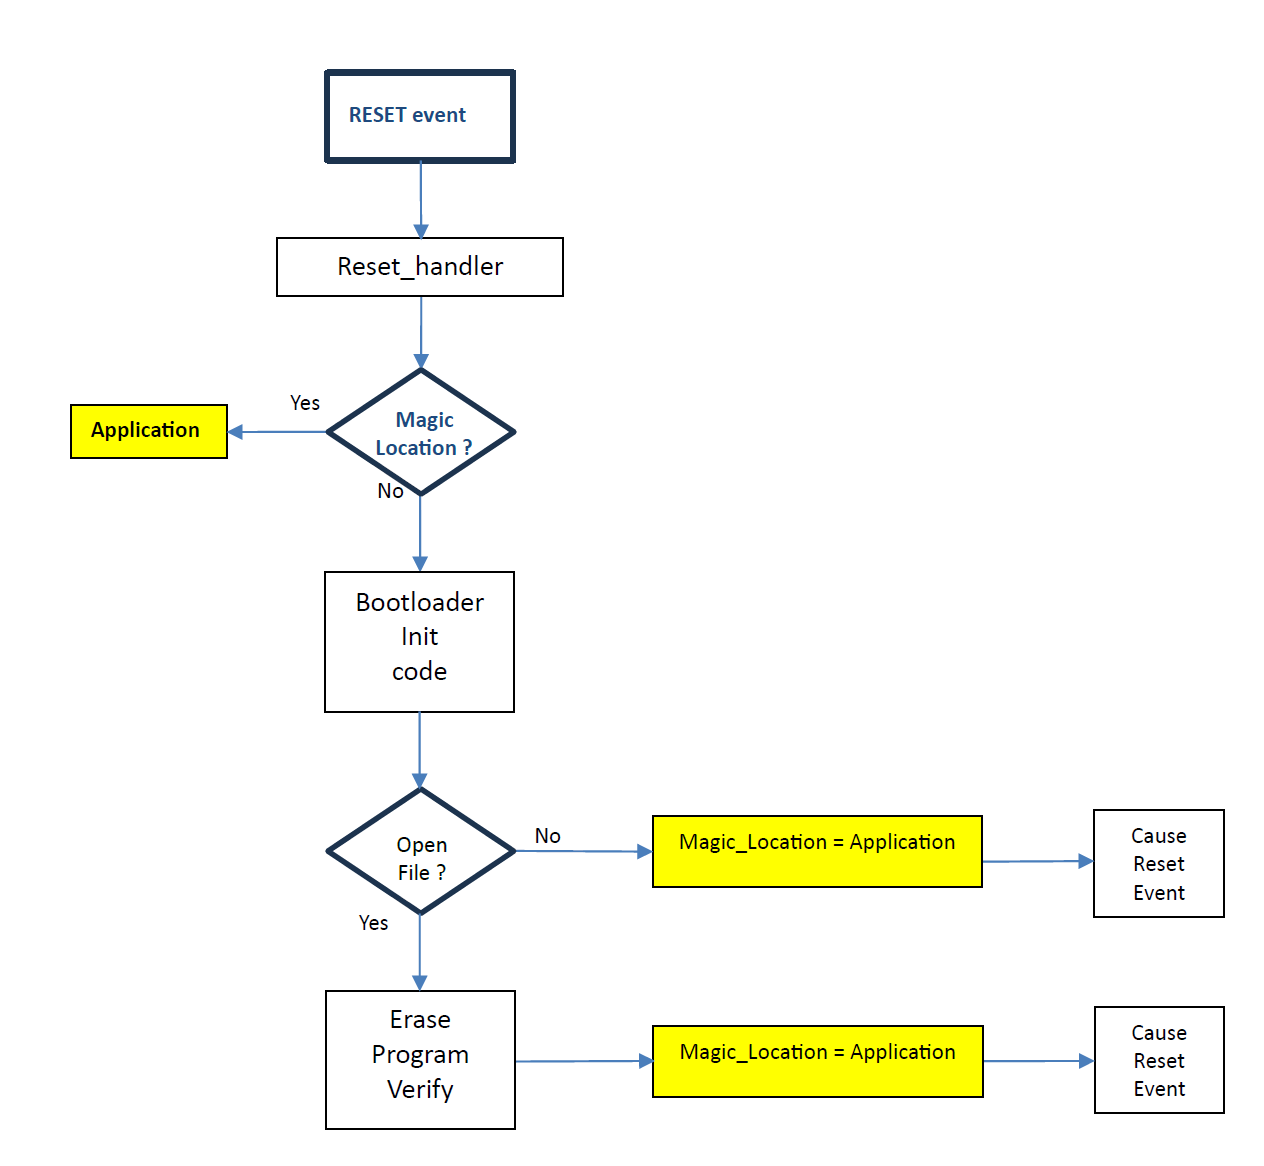 RESET event
Reset_handler
Yes
Application
Magic
Location ?
No
Bootloader
Init
code
Open
File ?
No
Magic_Location = Application
Cause
Reset
Event
Yes
Erase
Program
Verify
Magic_Location = Application
Cause
Reset
Event